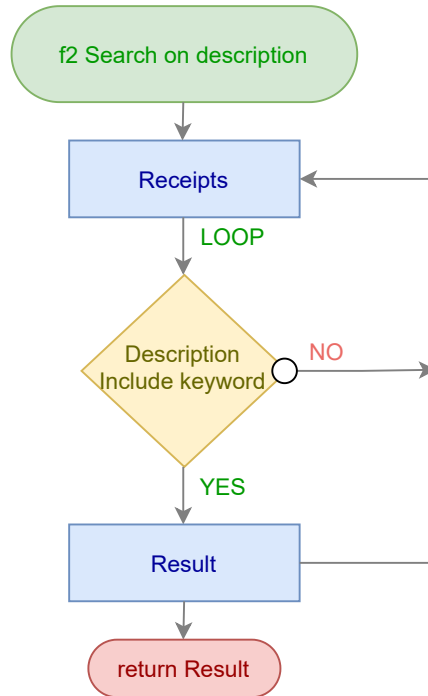 f2 Search on description
Receipts
LOOP
Description
Include keyword
NO
YES
Result
return Result